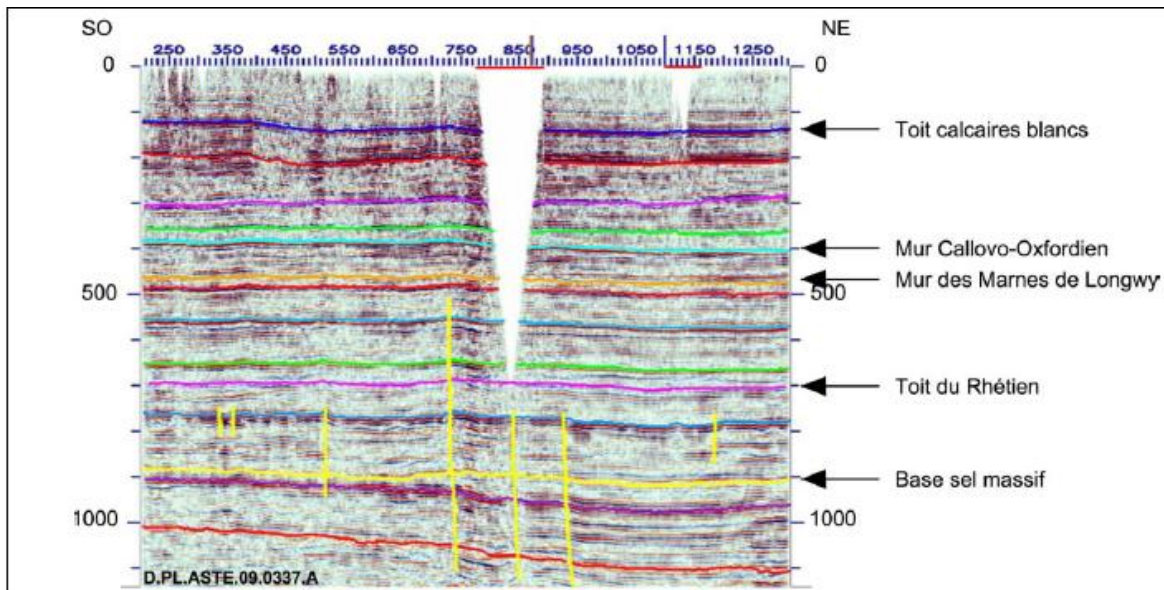 SO NE
250 350 450 550 650 750 850 950 1050 1150 1250
0 0
Toit calcaires blancs
Mur Callovo-Oxfordien
Mur des Marnes de Longwy
500 500
Toit du Rhétien
Base sel massif
1000 1000
D.PL.ASTE.09.0337.A